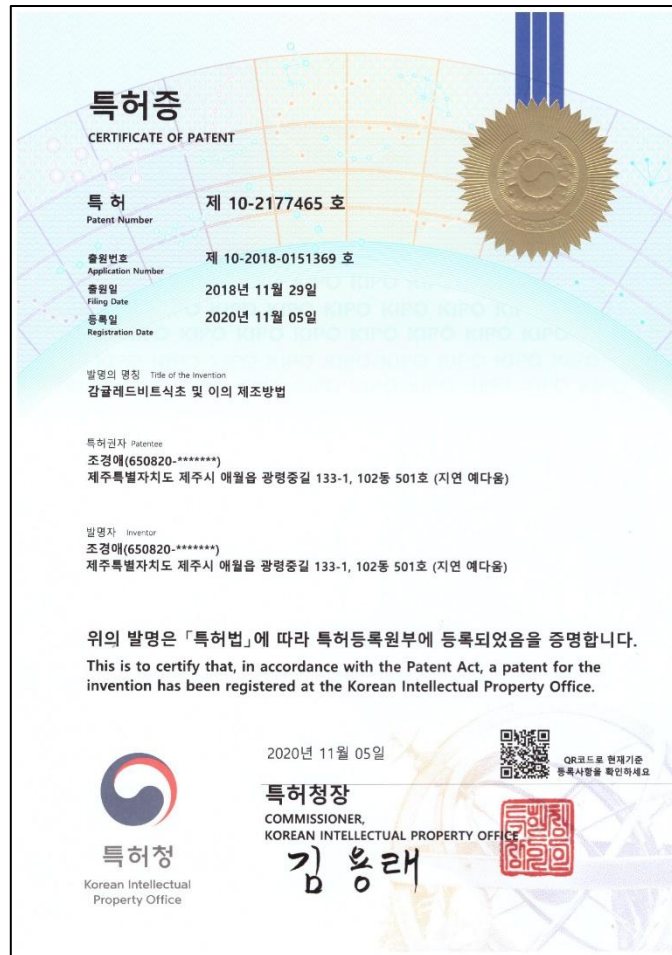 특허증
CERTIFICATE OF PATENT
특 허 제 10-2177465 호
Patent Number
출원번호 제 10-2018-0151369 호
Application Number
출원일 2018년 11월 29일
Filing Date
등록일 2020년 11월 05일
Registration Date
발명의 명칭 Title of the Invention
감귤레드비트식초 및 이의 제조방법
특허권자 Patentee
조경애(650820-*******)
제주특별자치도 제주시 애월읍 광령중길 133-1, 102동 501호 (지연 예다움)
발명자 Inventor
조경애(650820-*******)
제주특별자치도 제주시 애월읍 광령중길 133-1, 102동 501호 (지연 예다움)
위의 발명은 「특허법」에 따라 특허등록원부에 등록되었음을 증명합니다.
This is to certify that, in accordance with the Patent Act, a patent for the
invention has been registered at the Korean Intellectual Property Office.
2020년 11월 05일
QR코드로 현재기준
등록사항을 확인하세요
특허청장
COMMISSIONER,
KOREAN INTELLECTUAL PROPERTY OFFICE
김용래
특허청
Korean Intellectual
Property Office